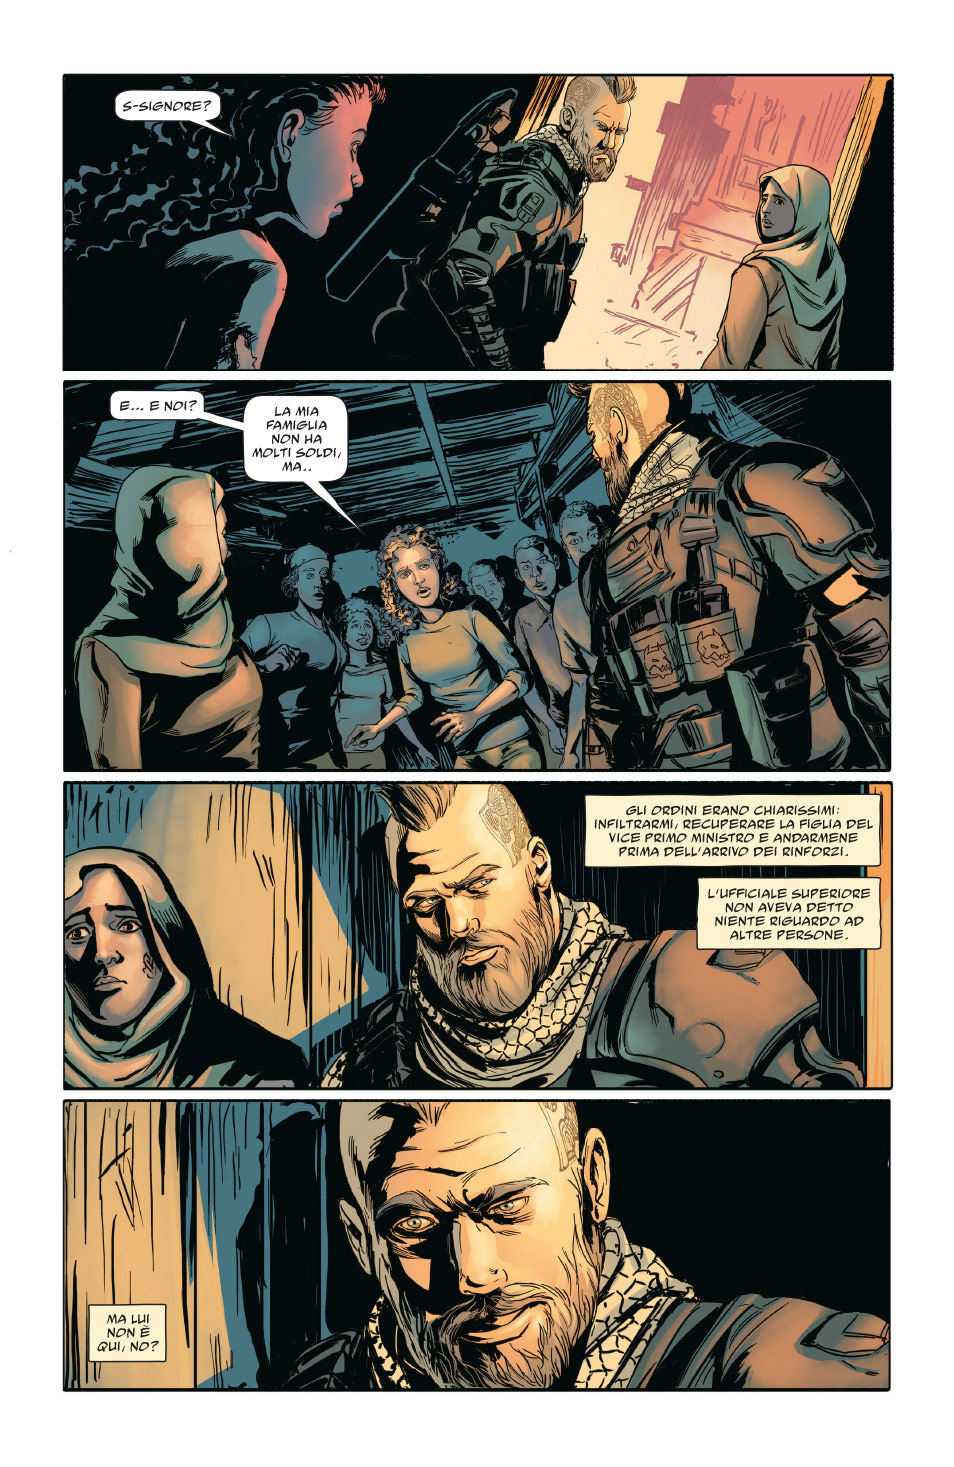 S-SIGNORE?
E... E NOI?
LA MIA
FAMIGLIA
NON HA
MOLTI SOLDI,
MA..
GLI ORDINI ERANO CHIARISSIMI:
INFILTRARMI, RECUPERARE LA FIGLIA DEL
VICE PRIMO MINISTRO E ANDARMENE
PRIMA DELL'ARRIVO DEI RINFORZI.
L'UFFICIALE SUPERIORE
NON AVEVA DETTO
NIENTE RIGUARDO AD
ALTRE PERSONE.
MA LUI
NON È
QUI, NO?